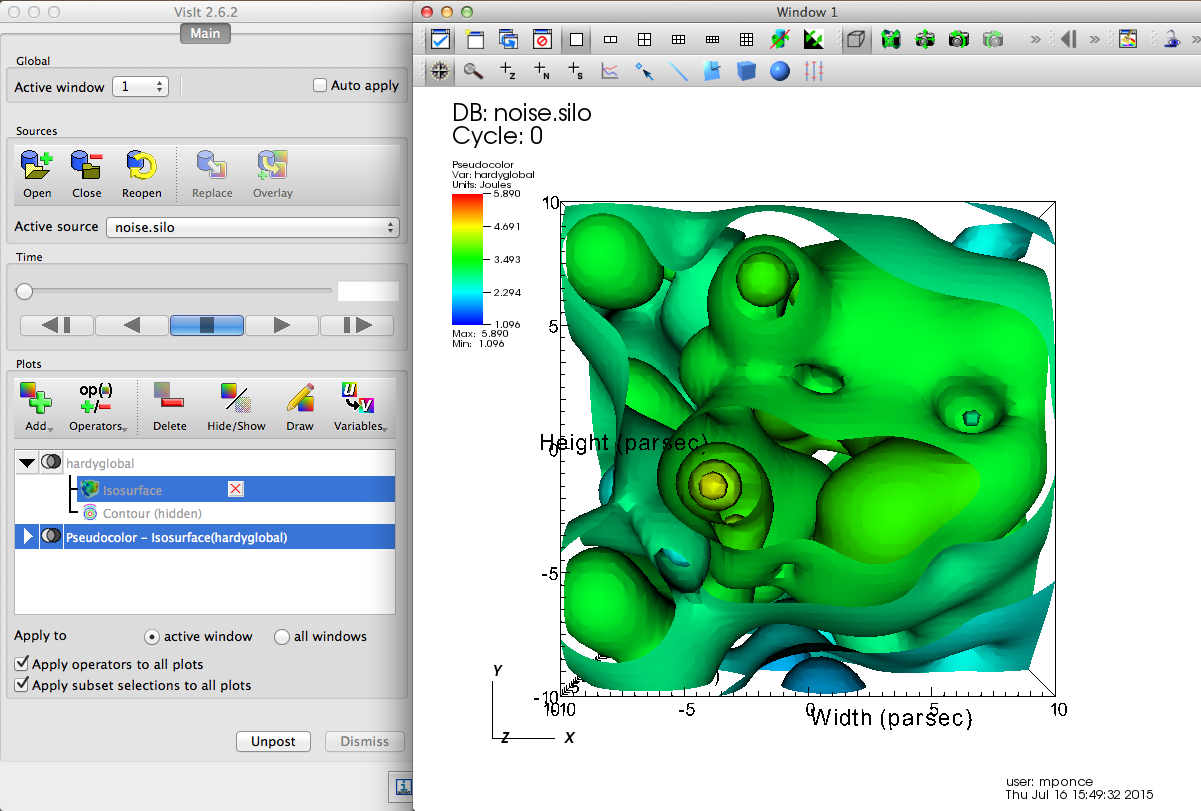 VisIt 2.6.2
Main
Global
Active window 1 Auto apply
Sources
Open Close Reopen Replace Overlay
Active source noise.silo
Time
Plots
op(·)
+/-
Add Operators Delete Hide/Show Draw Variables
hardyglobal
Isosurface
Contour (hidden)
Pseudocolor - Isosurface(hardyglobal)
Apply to active window all windows
Apply operators to all plots
Apply subset selections to all plots
Unpost Dismiss
Window 1
DB: noise.silo
Cycle: 0
Pseudocolor
Var: hardyglobal
Units: Joules
5.890
4.691
3.493
2.294
1.096
Max: 5.890
Min: 1.096
10
5
Height (parsec)
0
-5
-10
10
10
-5
0
5
10
Width (parsec)
Y
Z X
user: mponce
Thu Jul 16 15:49:32 2015